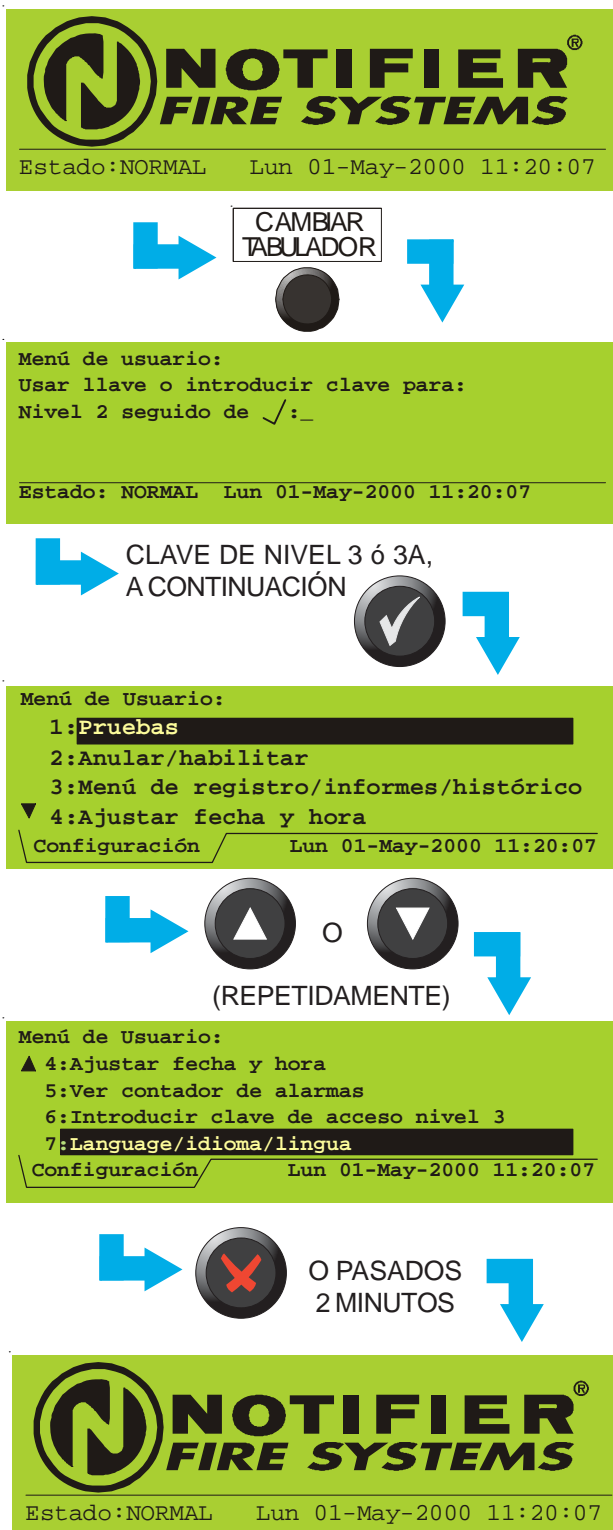 NOTIFIER®
FIRE SYSTEMS
Estado:NORMAL Lun 01-May-2000 11:20:07
CAMBIAR
TABULADOR
Menú de usuario:
Usar llave o introducir clave para:
Nivel 2 seguido de ✓:_
Estado: NORMAL Lun 01-May-2000 11:20:07
CLAVE DE NIVEL 3 ó 3A,
A CONTINUACIÓN
Menú de Usuario:
1:Pruebas
2:Anular/habilitar
3:Menú de registro/informes/histórico
▼ 4:Ajustar fecha y hora
Configuración Lun 01-May-2000 11:20:07
O
(REPETIDAMENTE)
Menú de Usuario:
▲ 4:Ajustar fecha y hora
5:Ver contador de alarmas
6:Introducir clave de acceso nivel 3
7:Language/idioma/lingua
Configuración Lun 01-May-2000 11:20:07
O PASADOS
2 MINUTOS
NOTIFIER®
FIRE SYSTEMS
Estado:NORMAL Lun 01-May-2000 11:20:07